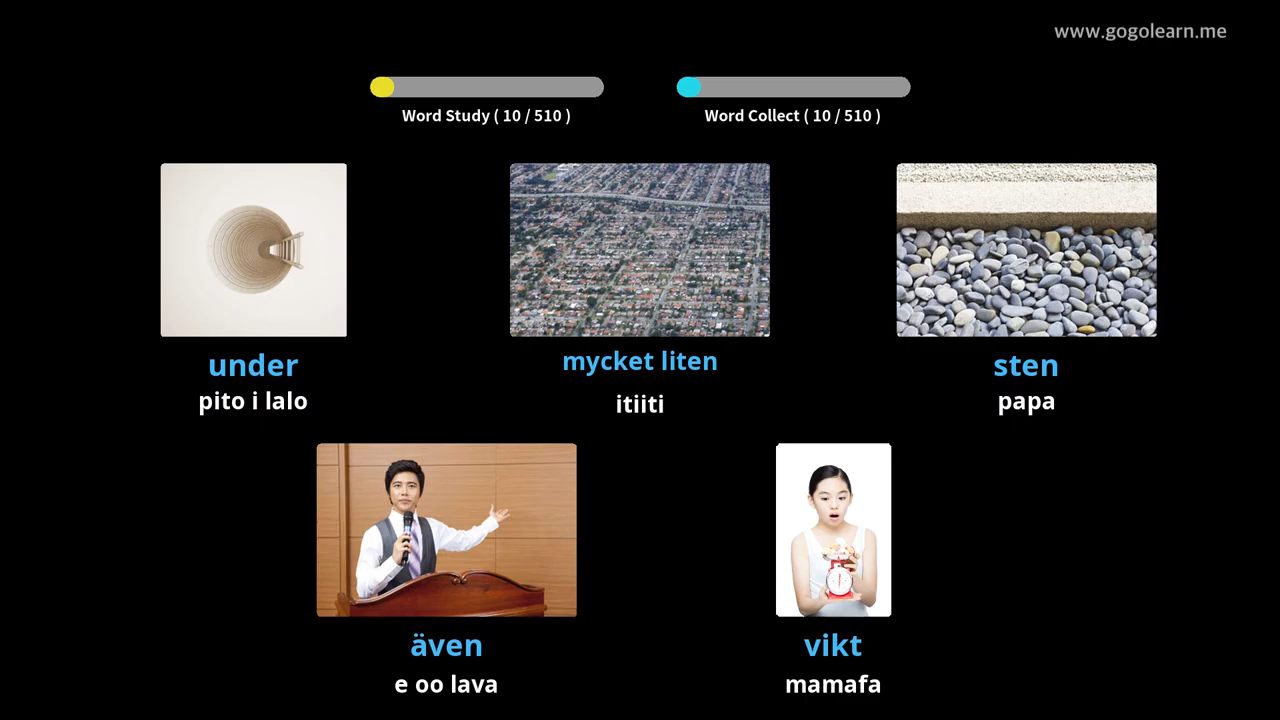 www.gogolearn.me
Word Study ( 10 / 510 )
Word Collect ( 10 / 510 )
under
pito i lalo
mycket liten
itiiti
sten
papa
även
e oo lava
vikt
mamafa